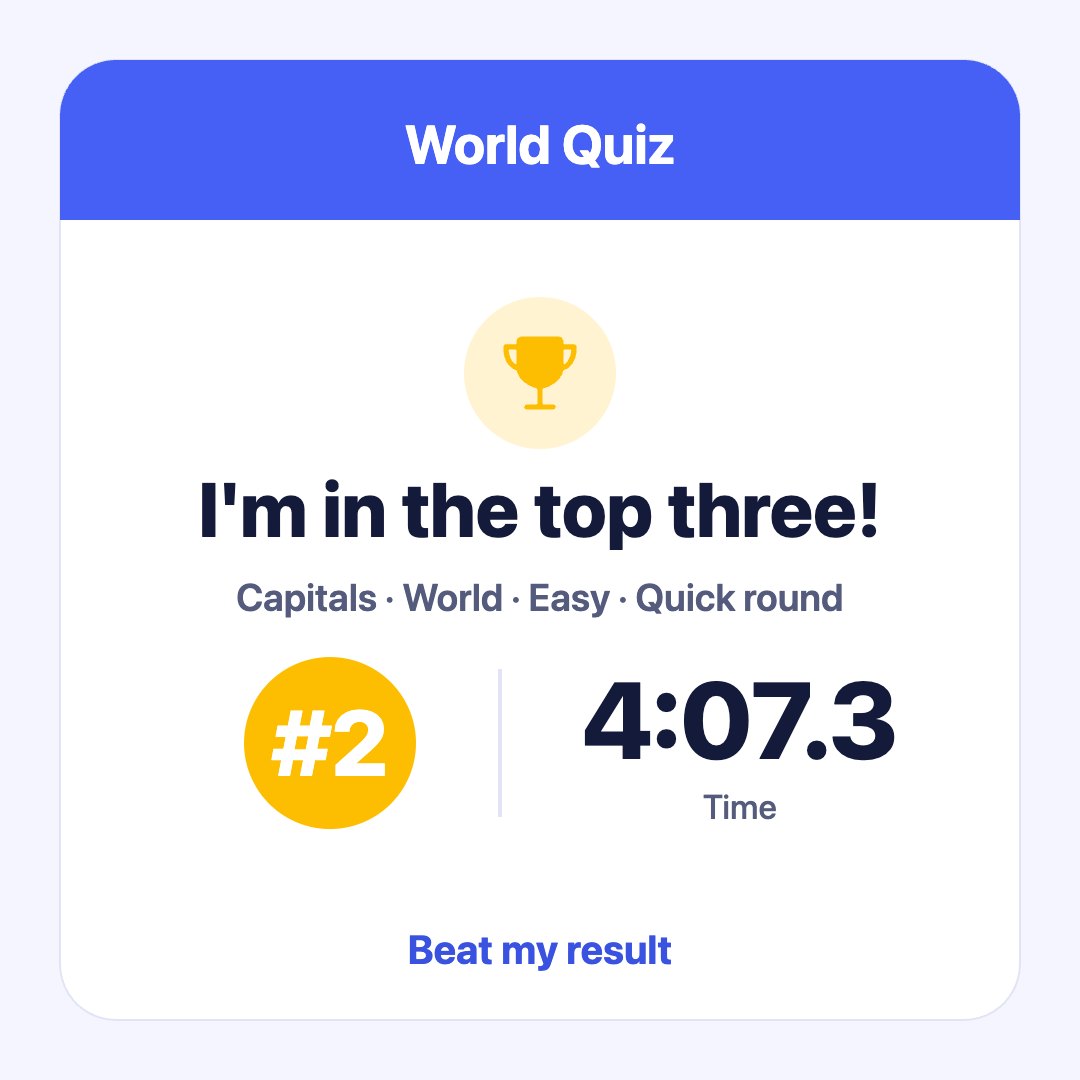 World Quiz
I'm in the top three!
Capitals · World · Easy · Quick round
#2
4:07.3
Time
Beat my result